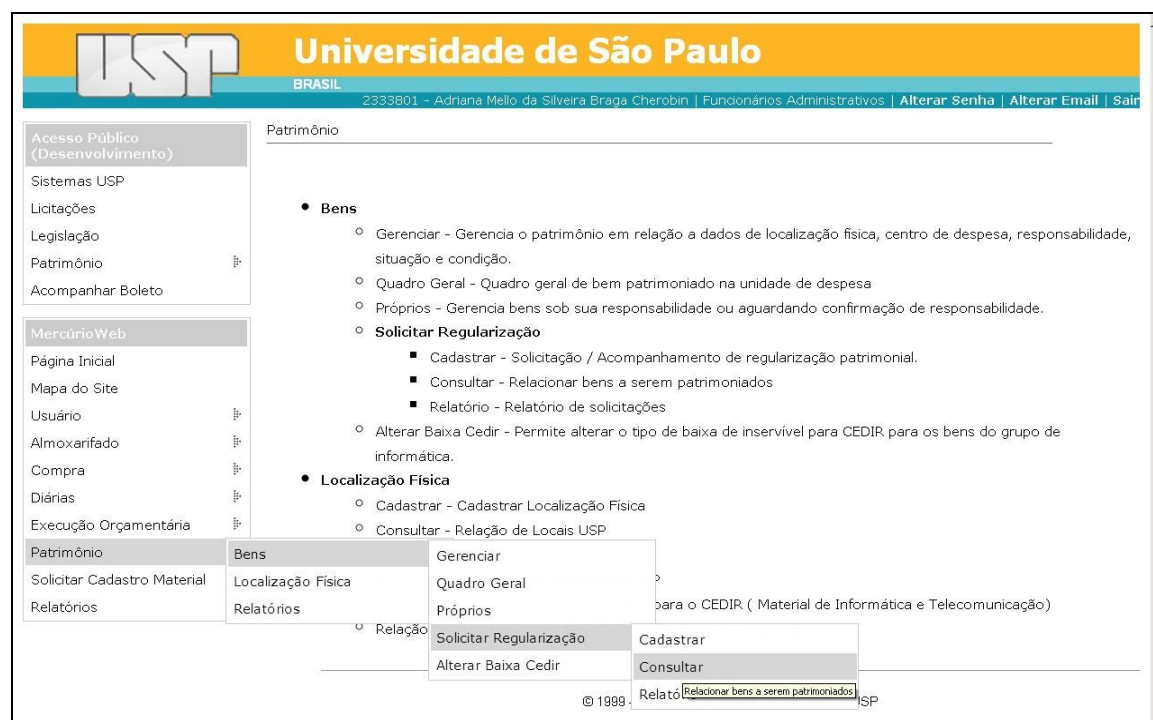 USP
Universidade de São Paulo
BRASIL
2333801 - Adriana Mello da Silveira Braga Cherobin | Funcionários Administrativos | Alterar Senha | Alterar Email | Sair
Acesso Público
(Desenvolvimento)
Sistemas USP
Licitações
Legislação
Patrimônio
Acompanhar Boleto
MercúrioWeb
Página Inicial
Mapa do Site
Usuário
Almoxarifado
Compra
Diárias
Execução Orçamentária
Patrimônio
Solicitar Cadastro Material
Relatórios
Patrimônio
Bens
Gerenciar - Gerencia o patrimônio em relação a dados de localização física, centro de despesa, responsabilidade,
situação e condição.
Quadro Geral - Quadro geral de bem patrimoniado na unidade de despesa
Próprios - Gerencia bens sob sua responsabilidade ou aguardando confirmação de responsabilidade.
Solicitar Regularização
Cadastrar - Solicitação / Acompanhamento de regularização patrimonial.
Consultar - Relacionar bens a serem patrimoniados
Relatório - Relatório de solicitações
Alterar Baixa Cedir - Permite alterar o tipo de baixa de inservível para CEDIR para os bens do grupo de
informática.
Localização Física
Cadastrar - Cadastrar Localização Física
Consultar - Relação de Locais USP
para o CEDIR ( Material de Informática e Telecomunicação)
Relação
Bens
Localização Física
Relatórios
Gerenciar
Quadro Geral
Próprios
Solicitar Regularização
Alterar Baixa Cedir
Cadastrar
Consultar
Relató
Relacionar bens a serem patrimoniados
© 1999